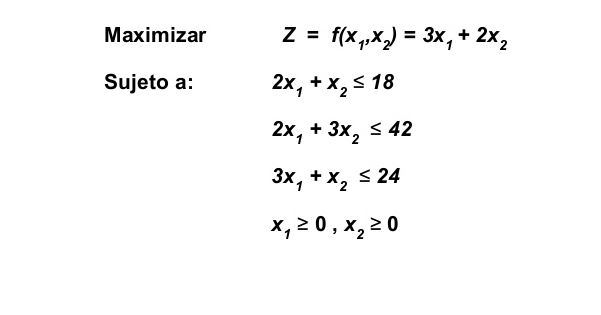 Maximizar Z = f(x₁,x₂) = 3x₁ + 2x₂
Sujeto a: 2x₁ + x₂ ≤ 18
2x₁ + 3x₂ ≤ 42
3x₁ + x₂ ≤ 24
x₁ ≥ 0 , x₂ ≥ 0